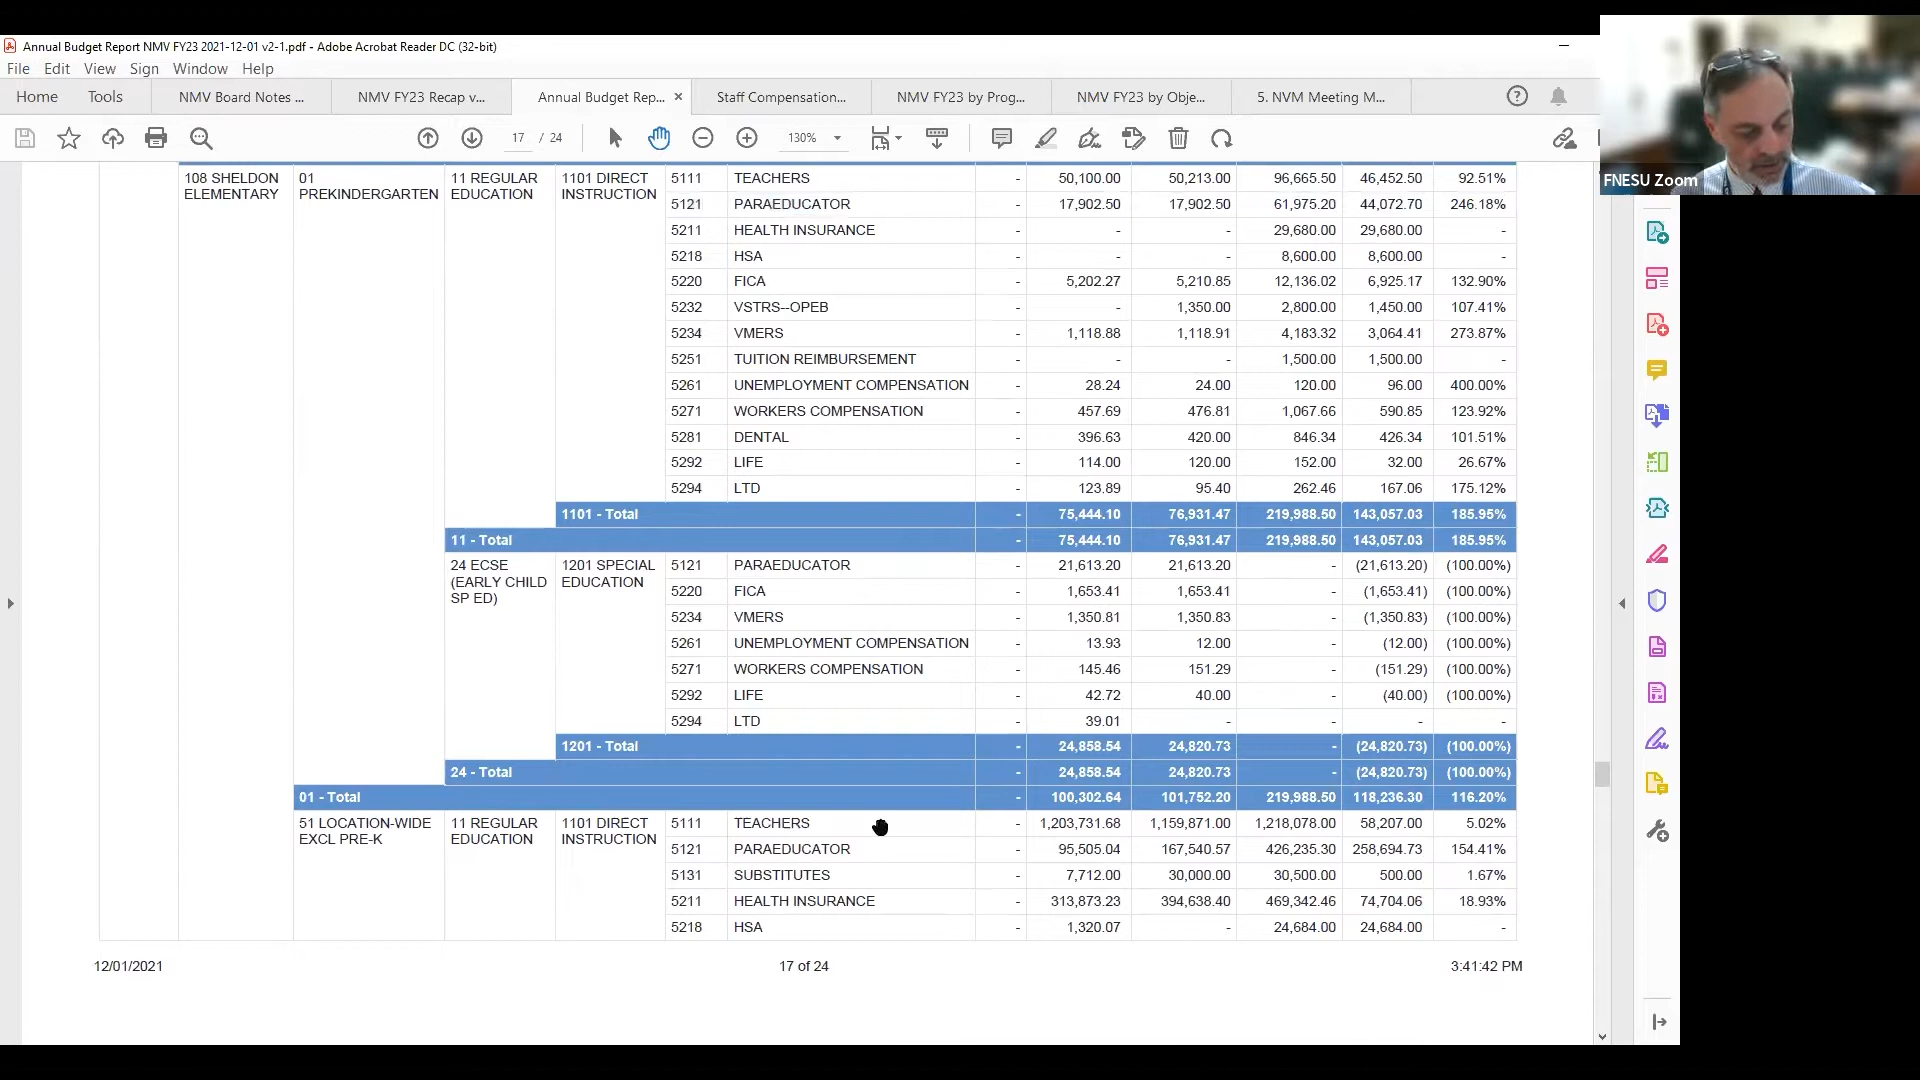 Annual Budget Report NMV FY23 2021-12-01 v2-1.pdf - Adobe Acrobat Reader DC (32-bit)
File Edit View Sign Window Help
Home Tools NMV Board Notes ... NMV FY23 Recap v... Annual Budget Rep... × Staff Compensation... NMV FY23 by Prog... NMV FY23 by Obje... 5. NVM Meeting M...
17 / 24 130%
FNESU Zoom
108 SHELDON ELEMENTARY 01 PREKINDERGARTEN 11 REGULAR EDUCATION 1101 DIRECT INSTRUCTION 5111 TEACHERS - 50,100.00 50,213.00 96,665.50 46,452.50 92.51%
5121 PARAEDUCATOR - 17,902.50 17,902.50 61,975.20 44,072.70 246.18%
5211 HEALTH INSURANCE - - - 29,680.00 29,680.00 -
5218 HSA - - - 8,600.00 8,600.00 -
5220 FICA - 5,202.27 5,210.85 12,136.02 6,925.17 132.90%
5232 VSTRS--OPEB - - 1,350.00 2,800.00 1,450.00 107.41%
5234 VMERS - 1,118.88 1,118.91 4,183.32 3,064.41 273.87%
5251 TUITION REIMBURSEMENT - - - 1,500.00 1,500.00 -
5261 UNEMPLOYMENT COMPENSATION - 28.24 24.00 120.00 96.00 400.00%
5271 WORKERS COMPENSATION - 457.69 476.81 1,067.66 590.85 123.92%
5281 DENTAL - 396.63 420.00 846.34 426.34 101.51%
5292 LIFE - 114.00 120.00 152.00 32.00 26.67%
5294 LTD - 123.89 95.40 262.46 167.06 175.12%
1101 - Total - 75,444.10 76,931.47 219,988.50 143,057.03 185.95%
11 - Total - 75,444.10 76,931.47 219,988.50 143,057.03 185.95%
24 ECSE (EARLY CHILD SP ED) 1201 SPECIAL EDUCATION 5121 PARAEDUCATOR - 21,613.20 21,613.20 - (21,613.20) (100.00%)
5220 FICA - 1,653.41 1,653.41 - (1,653.41) (100.00%)
5234 VMERS - 1,350.81 1,350.83 - (1,350.83) (100.00%)
5261 UNEMPLOYMENT COMPENSATION - 13.93 12.00 - (12.00) (100.00%)
5271 WORKERS COMPENSATION - 145.46 151.29 - (151.29) (100.00%)
5292 LIFE - 42.72 40.00 - (40.00) (100.00%)
5294 LTD - 39.01 - - - -
1201 - Total - 24,858.54 24,820.73 - (24,820.73) (100.00%)
24 - Total - 24,858.54 24,820.73 - (24,820.73) (100.00%)
01 - Total - 100,302.64 101,752.20 219,988.50 118,236.30 116.20%
51 LOCATION-WIDE EXCL PRE-K 11 REGULAR EDUCATION 1101 DIRECT INSTRUCTION 5111 TEACHERS - 1,203,731.68 1,159,871.00 1,218,078.00 58,207.00 5.02%
5121 PARAEDUCATOR - 95,505.04 167,540.57 426,235.30 258,694.73 154.41%
5131 SUBSTITUTES - 7,712.00 30,000.00 30,500.00 500.00 1.67%
5211 HEALTH INSURANCE - 313,873.23 394,638.40 469,342.46 74,704.06 18.93%
5218 HSA - 1,320.07 - 24,684.00 24,684.00 -
12/01/2021 17 of 24 3:41:42 PM